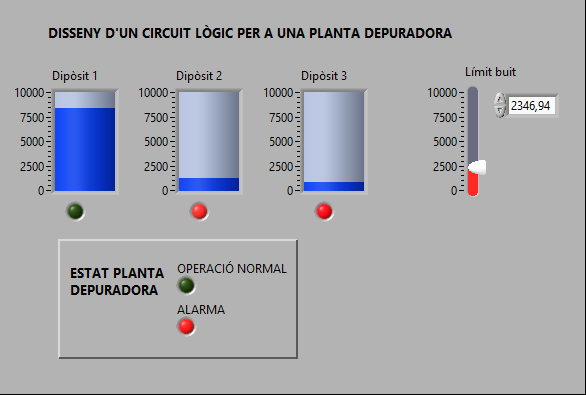 DISSENY D'UN CIRCUIT LÒGIC PER A UNA PLANTA DEPURADORA
Dipòsit 1
10000
7500
5000
2500
0
Dipòsit 2
10000
7500
5000
2500
0
Dipòsit 3
10000
7500
5000
2500
0
Límit buit
10000
7500
5000
2500
0
2346,94
ESTAT PLANTA
DEPURADORA
OPERACIÓ NORMAL
ALARMA